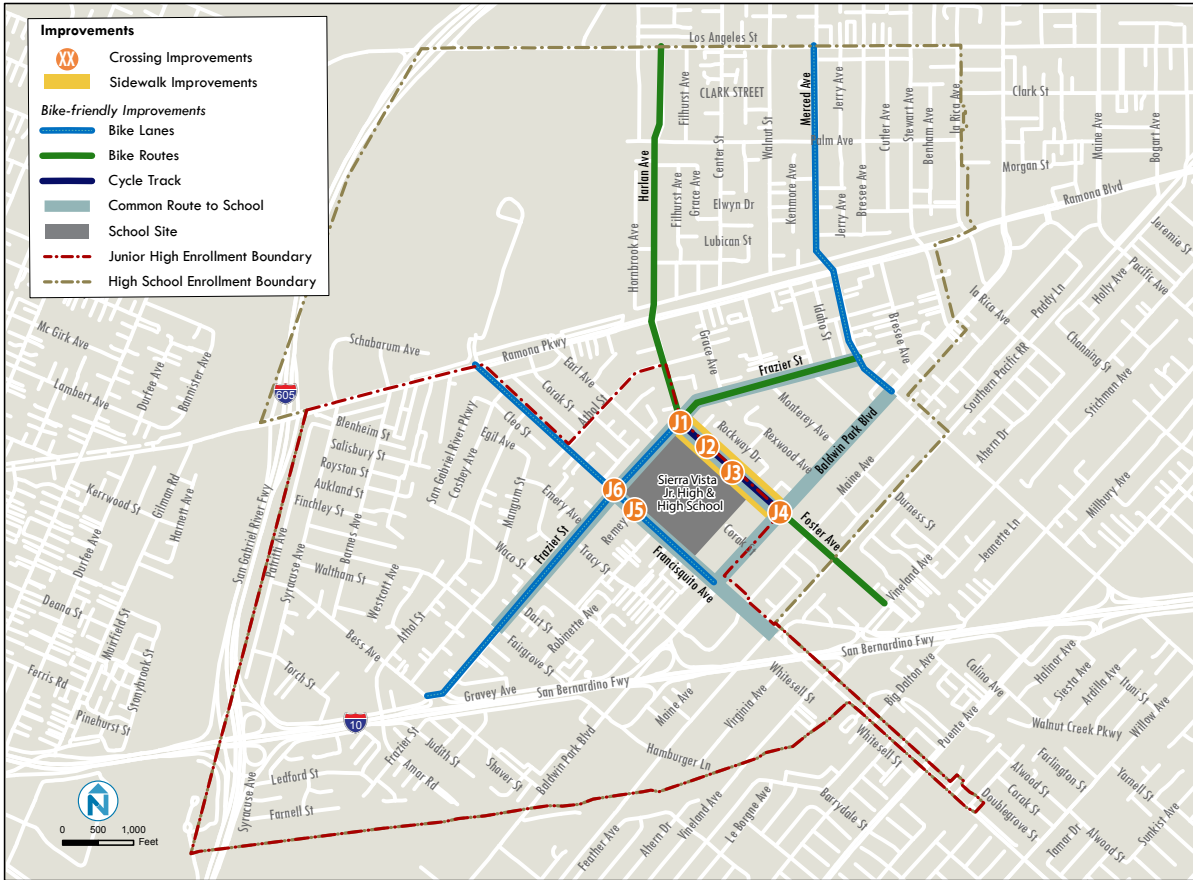 Improvements
XX Crossing Improvements
Sidewalk Improvements
Bike-friendly Improvements
Bike Lanes
Bike Routes
Cycle Track
Common Route to School
School Site
Junior High Enrollment Boundary
High School Enrollment Boundary
Los Angeles St
Filhurst Ave
CLARK STREET
Walnut St
Merced Ave
Jerry Ave
Cutler Ave
Stewart Ave
Benham Ave
la Rica Ave
Clark St
Maine Ave
Bogart Ave
Palm Ave
Center St
Morgan St
Harlan Ave
Filhurst Ave
Grace Ave
Elwyn Dr
Kenmore Ave
Jerry Ave
Bresee Ave
Ramona Blvd
Lubican St
Hornbrook Ave
Jeremie St
Pacific Ave
Holly Ave
Paddy Ln
la Rica Ave
Channing St
Stichman Ave
Southern Pacific RR
Idaho St
Bresee Ave
Grace Ave
Frazier St
Mc Girk Ave
Lambert Ave
Durfee Ave
Bannister Ave
605
Schabarum Ave
Ramona Pkwy
Earl Ave
Corak St
Athol St
Cleo St
Egil Ave
San Gabriel River Pkwy
Cosbey Ave
Blenheim St
Salisbury St
Rayston St
Aukland St
Finchley St
Barnes Ave
Waltham St
Westcott Ave
Athol St
Bess Ave
Torch St
Mangum St
Emery Ave
Waco St
Frazier St
Remey
Tracy St
J1
J2
J3
J4
J5
J6
Rockway Dr
Rexwood Ave
Monterey Ave
Baldwin Park Blvd
Maine Ave
Durness St
Ahern Dr
Millbury Ave
Jeanette Ln
Sierra Vista
Jr. High &
High School
Corak
Foster Ave
Vineland Ave
Francisquito Ave
Dart St
Robinette Ave
Fairgrove St
Kerrwood St
Gilman Rd
Harnett Ave
Durfee Ave
Deana St
Muirfield St
Stonybrook St
Ferris Rd
Pinehurst St
San Gabriel River Fwy
Patritti Ave
Syracuse Ave
Gravey Ave
San Bernardino Fwy
San Bernardino Fwy
10
Maine Ave
Virginia Ave
Whitesell St
Big Dalton Ave
Puente Ave
Calino Ave
Halinor Ave
Siesta Ave
Ardilla Ave
Ituni St
Willow Ave
Walnut Creek Pkwy
Whitesell St
Frazier St
Judith St
Amar Rd
Shaver St
Baldwin Park Blvd
Hamburger Ln
Ledford St
Farnell St
Syracuse Ave
Feather Ave
Ahern Dr
Vineland Ave
Le Borgne Ave
Barrydale St
Farlington St
Alwood St
Corak St
Doublegrove St
Tamar Dr
Alwood St
Yarnell St
Sunkist Ave
N
0 500 1,000
Feet